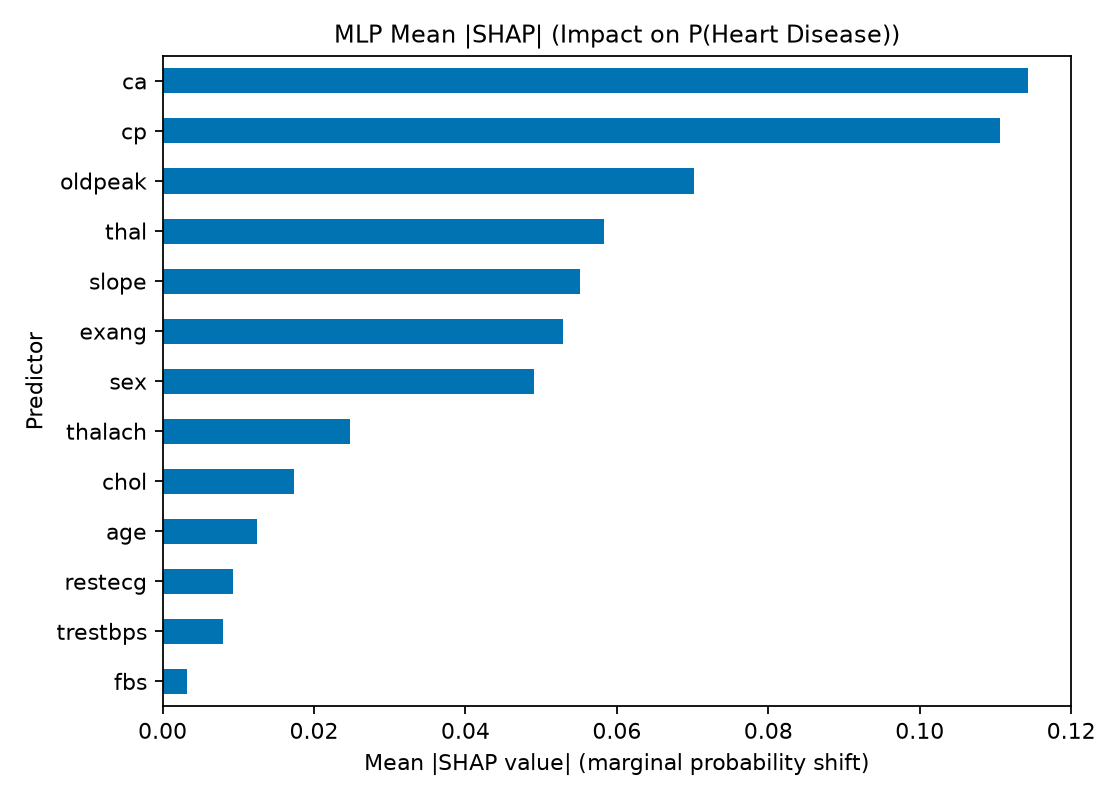 MLP Mean |SHAP| (Impact on P(Heart Disease))
Predictor
ca
cp
oldpeak
thal
slope
exang
sex
thalach
chol
age
restecg
trestbps
fbs
0.00 0.02 0.04 0.06 0.08 0.10 0.12
Mean |SHAP value| (marginal probability shift)